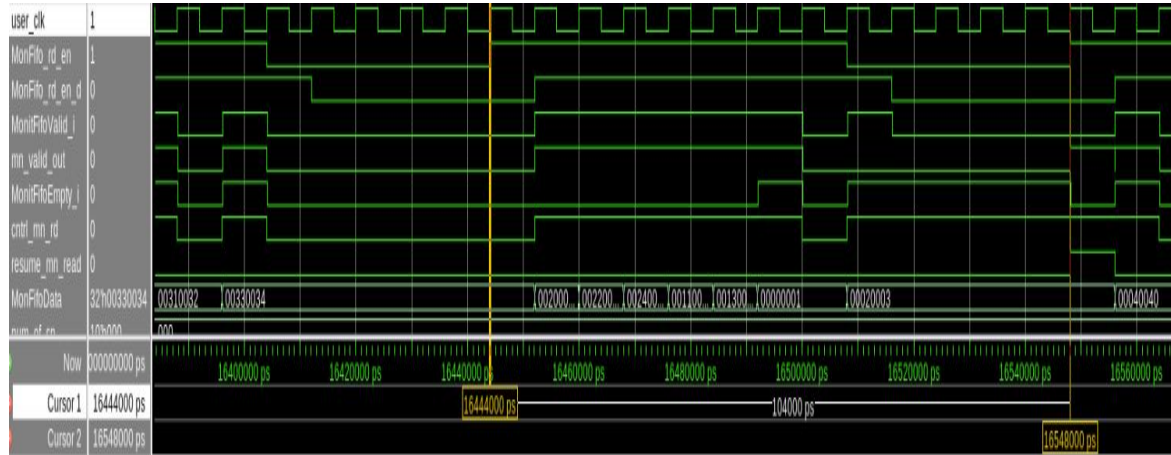 user_clk 1
MonFifo_rd_en 1
MonFifo_rd_en_d 0
MonitFifoValid_i 0
mn_valid_out 0
MonitFifoEmpty_i 0
cntrl_mn_rd 0
resume_mn_read 0
MonFifoData 32'h00330034 00310032 00330034 002000... 002200... 002400... 001100... 001300... 00000001 00020003 00040040
num_of_sp 10'h000 000
Now 000000000 ps 16400000 ps 16420000 ps 16440000 ps 16460000 ps 16480000 ps 16500000 ps 16520000 ps 16540000 ps 16560000 ps
Cursor 1 16444000 ps 16444000 ps 104000 ps
Cursor 2 16548000 ps 16548000 ps